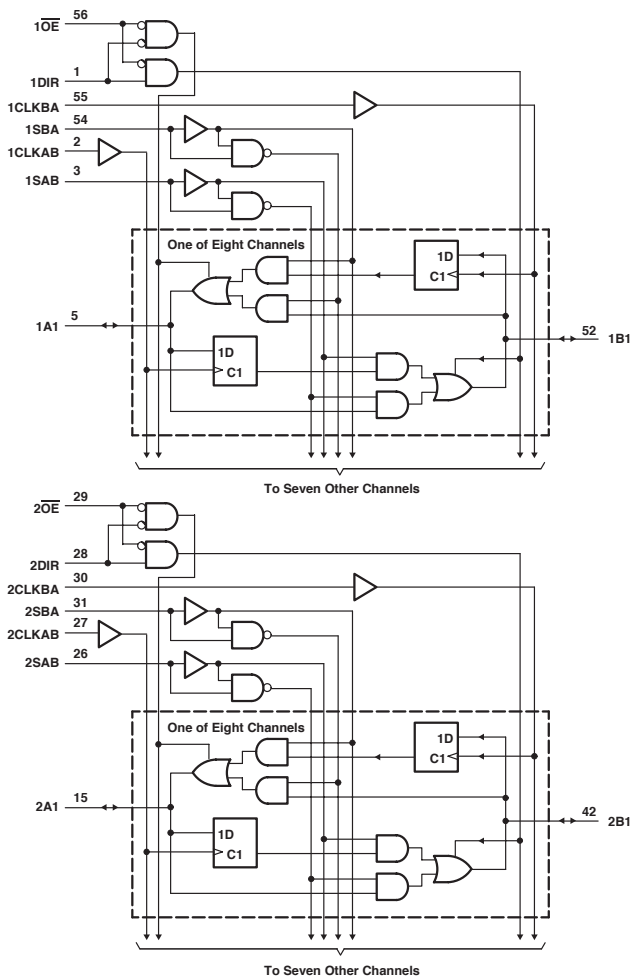 1O̅E̅ 56
1DIR 1
1CLKBA 55
1SBA 54
1CLKAB 2
1SAB 3
One of Eight Channels
1D
C1
1A1 5
52 1B1
1D
C1
To Seven Other Channels
2O̅E̅ 29
2DIR 28
2CLKBA 30
2SBA 31
2CLKAB 27
2SAB 26
One of Eight Channels
1D
C1
2A1 15
42 2B1
1D
C1
To Seven Other Channels